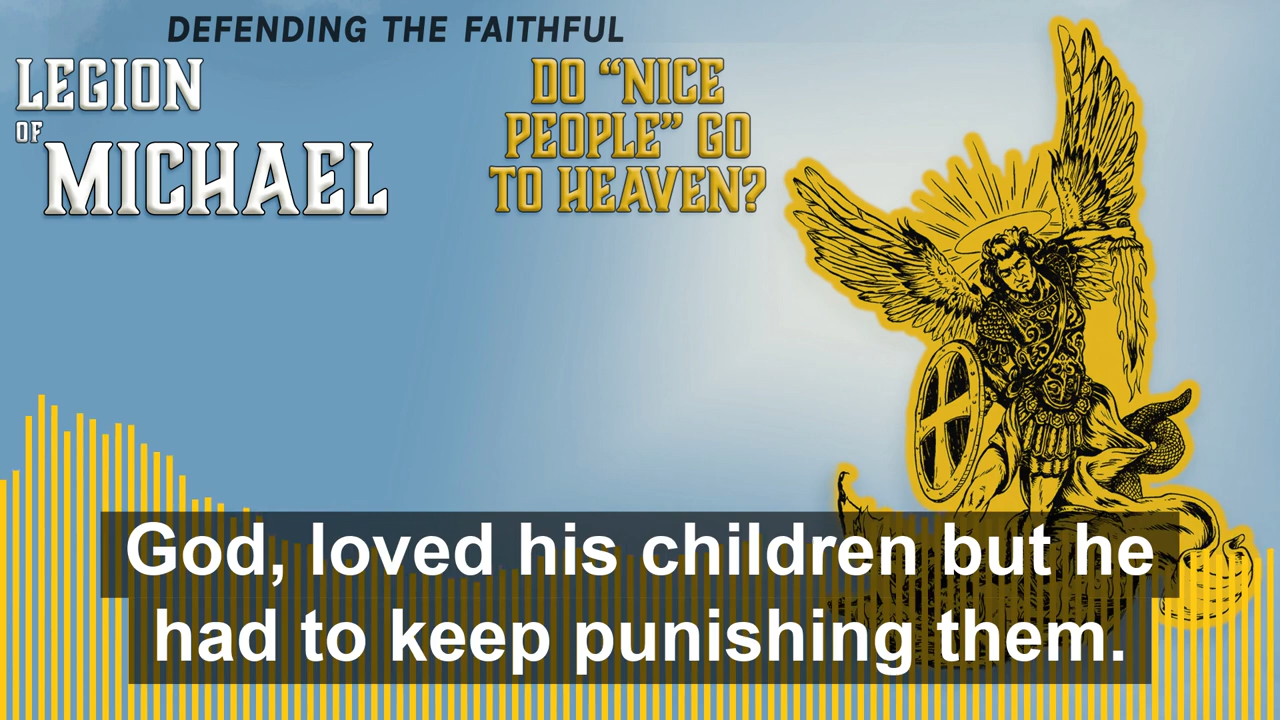 DEFENDING THE FAITHFUL
LEGION
OF
MICHAEL
DO “NICE
PEOPLE” GO
TO HEAVEN?
God, loved his children but he
had to keep punishing them.